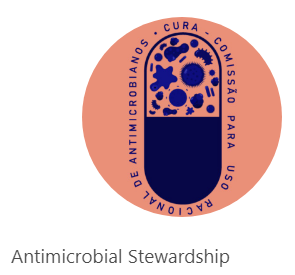 CURA - COMISSÃO PARA USO RACIONAL DE ANTIMICROBIANOS •
Antimicrobial Stewardship